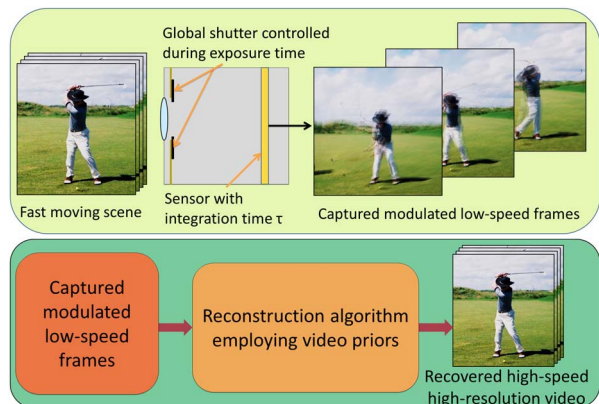 Global shutter controlled
during exposure time
Fast moving scene
Sensor with
integration time τ
Captured modulated low-speed frames
Captured
modulated
low-speed
frames
Reconstruction algorithm
employing video priors
Recovered high-speed
high-resolution video